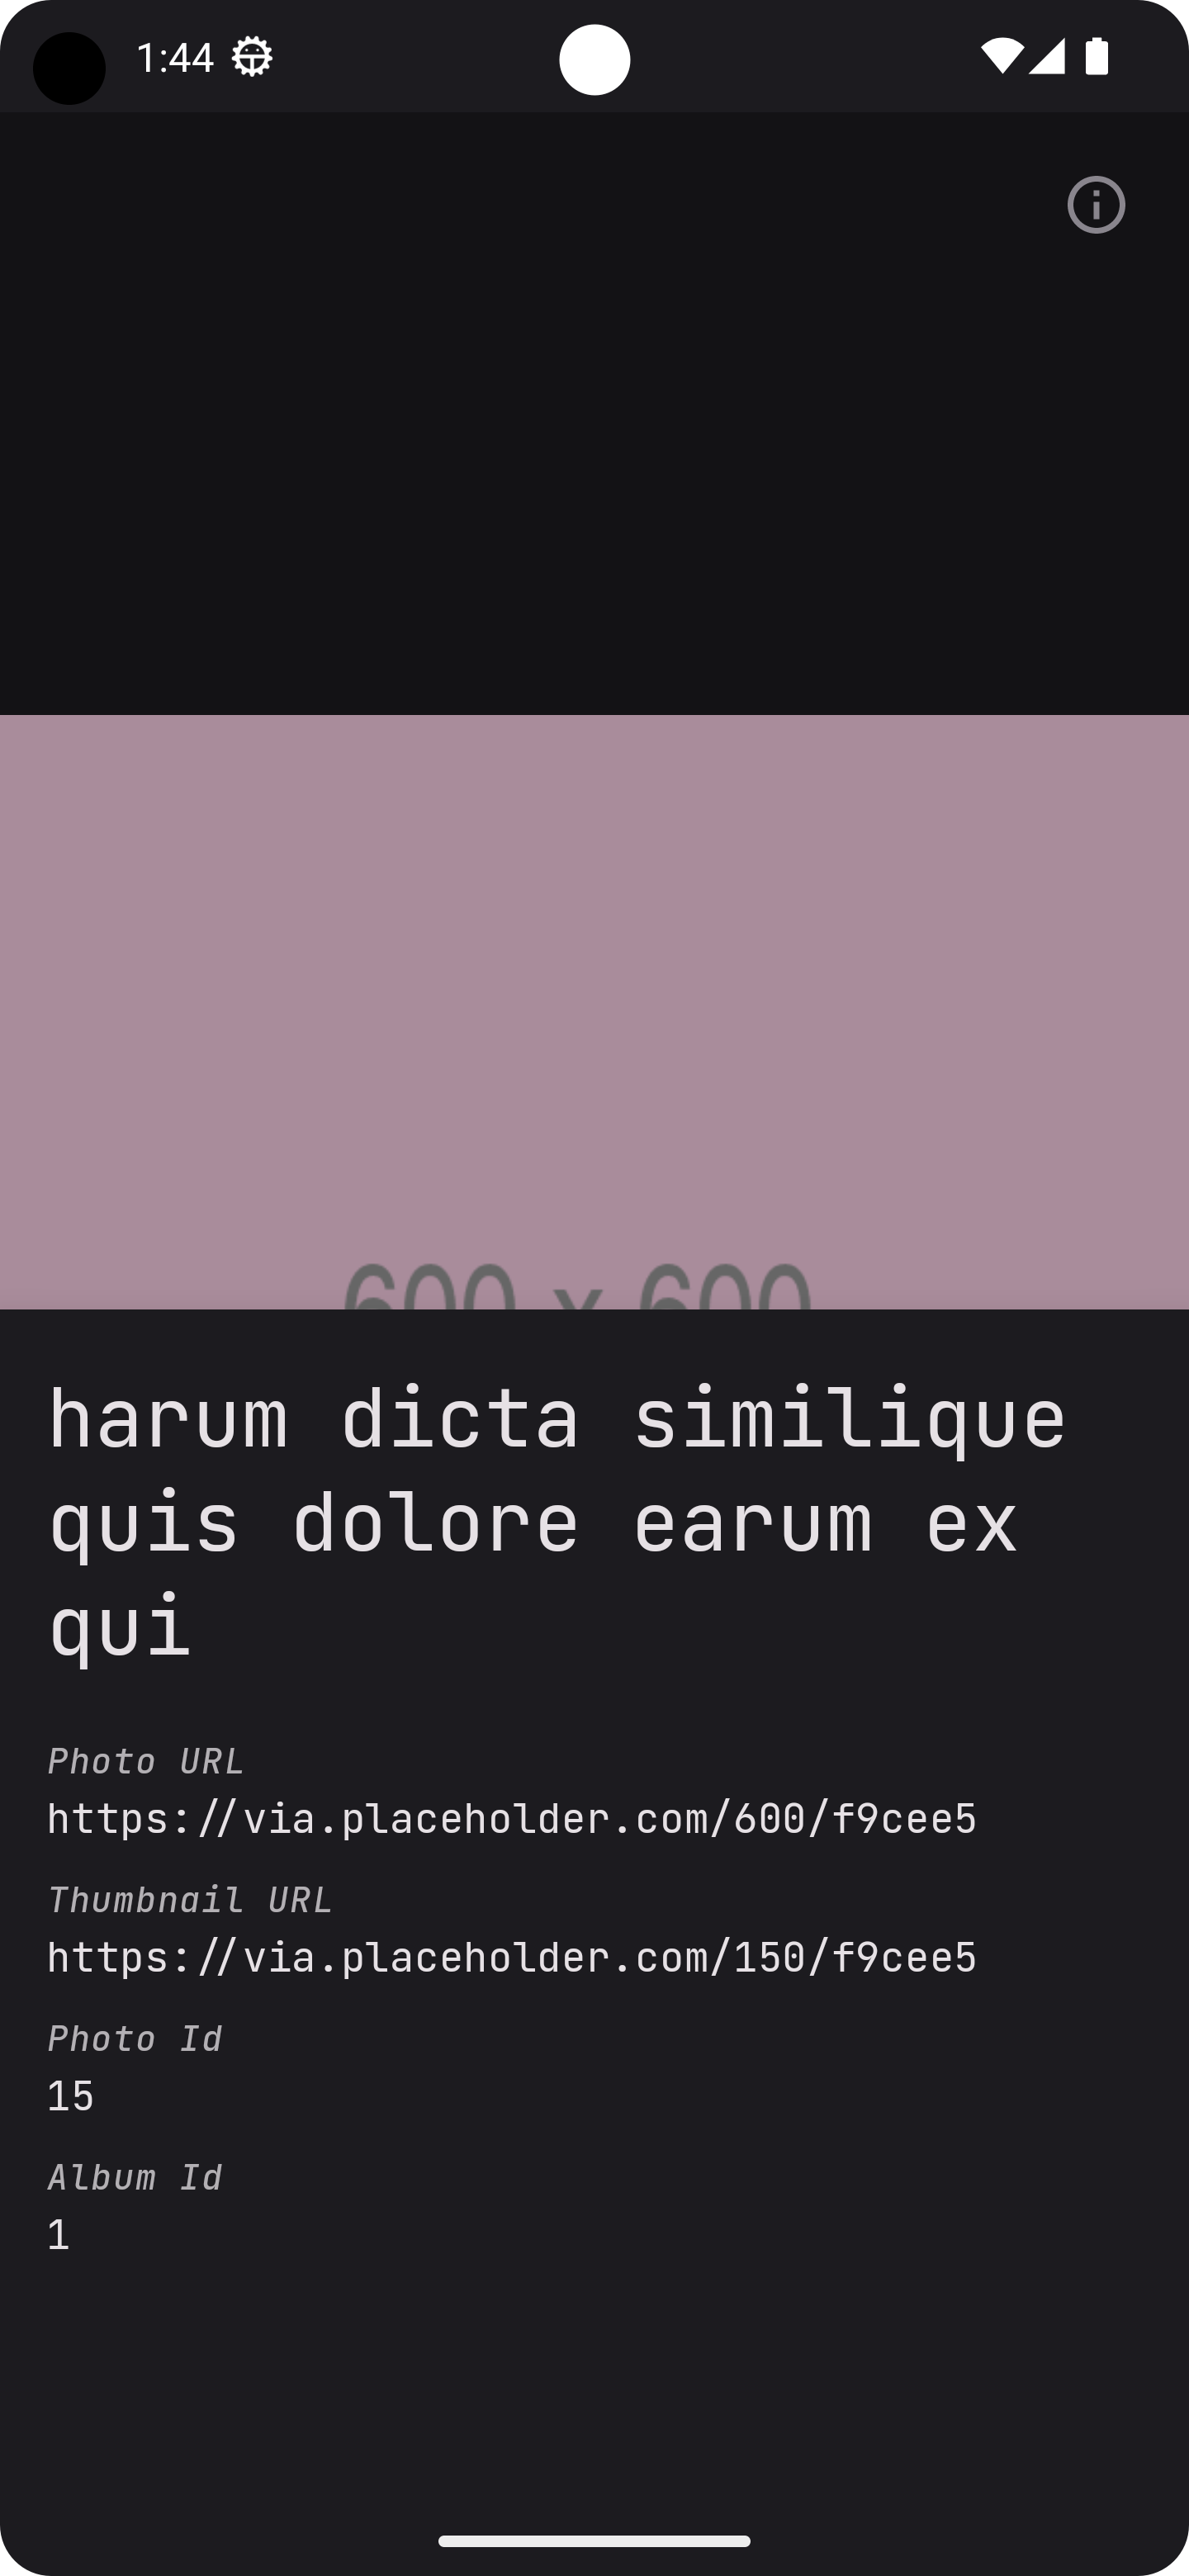 1:44
600 x 600
harum dicta similique
quis dolore earum ex
qui
Photo URL
https://via.placeholder.com/600/f9cee5
Thumbnail URL
https://via.placeholder.com/150/f9cee5
Photo Id
15
Album Id
1